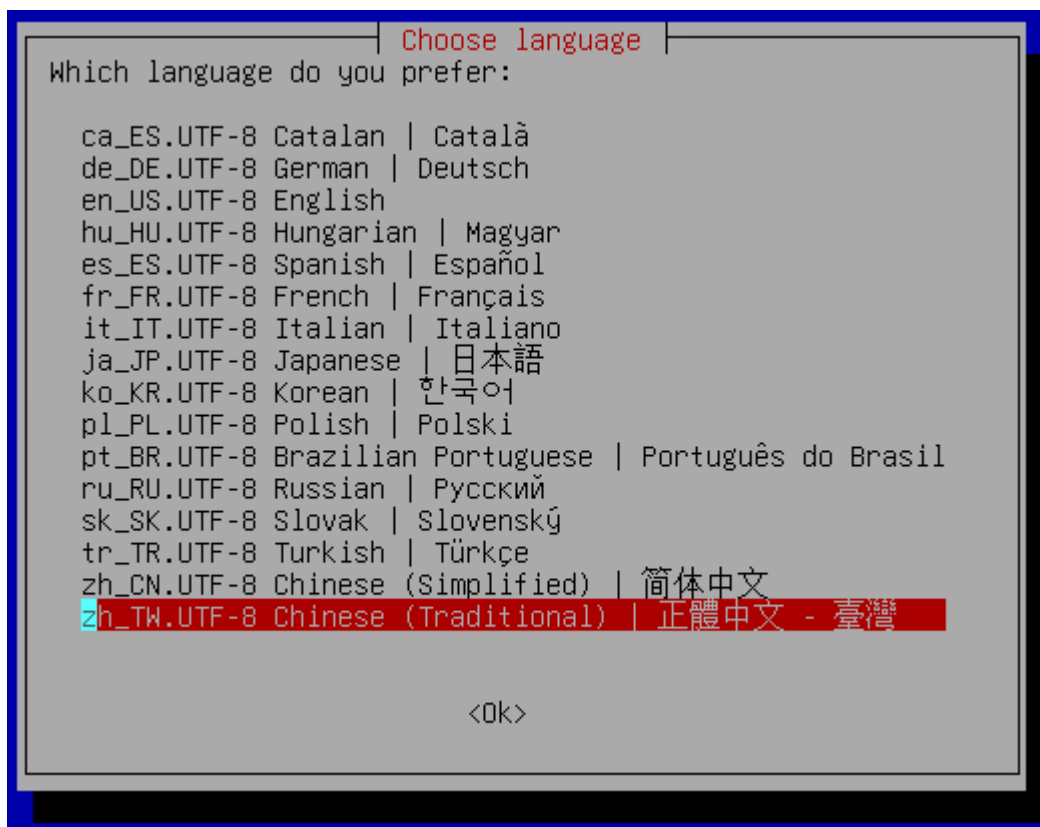 Choose language
Which language do you prefer:
ca_ES.UTF-8 Catalan | Català
de_DE.UTF-8 German | Deutsch
en_US.UTF-8 English
hu_HU.UTF-8 Hungarian | Magyar
es_ES.UTF-8 Spanish | Español
fr_FR.UTF-8 French | Français
it_IT.UTF-8 Italian | Italiano
ja_JP.UTF-8 Japanese | 日本語
ko_KR.UTF-8 Korean | 한국어
pl_PL.UTF-8 Polish | Polski
pt_BR.UTF-8 Brazilian Portuguese | Português do Brasil
ru_RU.UTF-8 Russian | Русский
sk_SK.UTF-8 Slovak | Slovenský
tr_TR.UTF-8 Turkish | Türkçe
zh_CN.UTF-8 Chinese (Simplified) | 简体中文
zh_TW.UTF-8 Chinese (Traditional) | 正體中文 - 臺灣
<Ok>